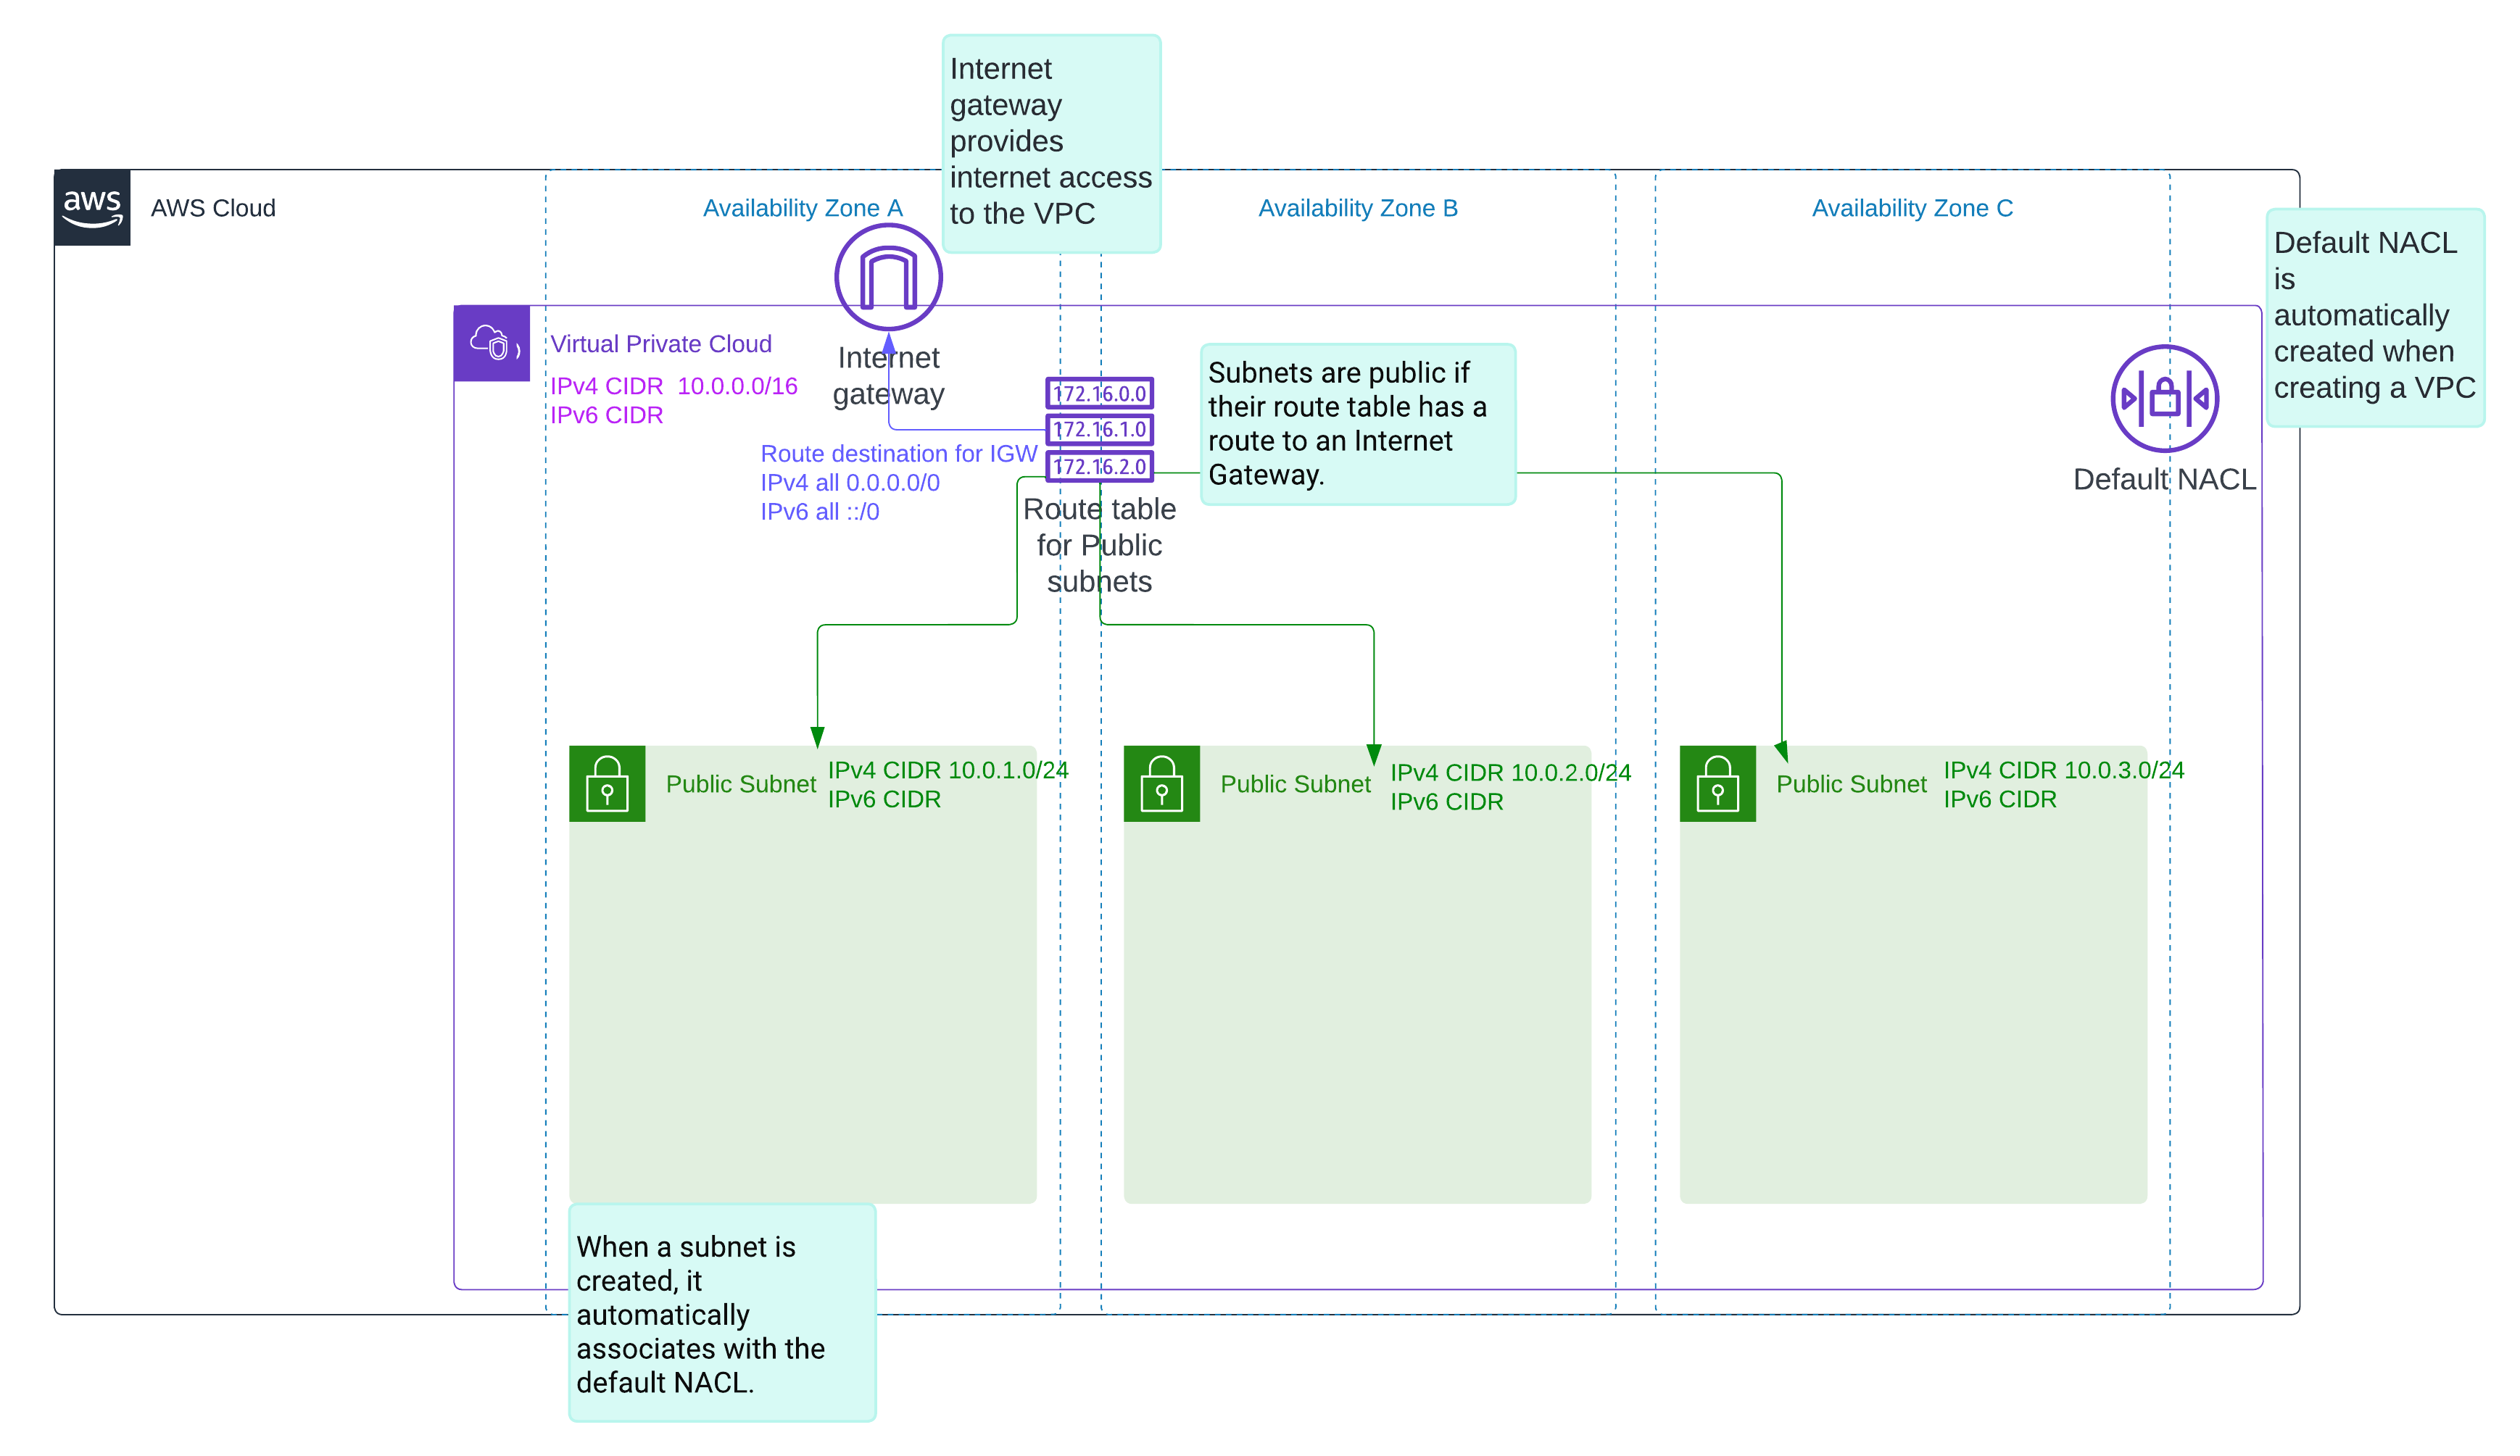 Internet
gateway
provides
internet access
to the VPC
aws
AWS Cloud
Availability Zone A
Availability Zone B
Availability Zone C
Default NACL
is
automatically
created when
creating a VPC
Virtual Private Cloud
IPv4 CIDR  10.0.0.0/16
IPv6 CIDR
Internet
gateway
172.16.0.0
172.16.1.0
172.16.2.0
Route destination for IGW
IPv4 all 0.0.0.0/0
IPv6 all ::/0
Route table
for Public
subnets
Subnets are public if
their route table has a
route to an Internet
Gateway.
Default NACL
Public Subnet
IPv4 CIDR 10.0.1.0/24
IPv6 CIDR
Public Subnet
IPv4 CIDR 10.0.2.0/24
IPv6 CIDR
Public Subnet
IPv4 CIDR 10.0.3.0/24
IPv6 CIDR
When a subnet is
created, it
automatically
associates with the
default NACL.